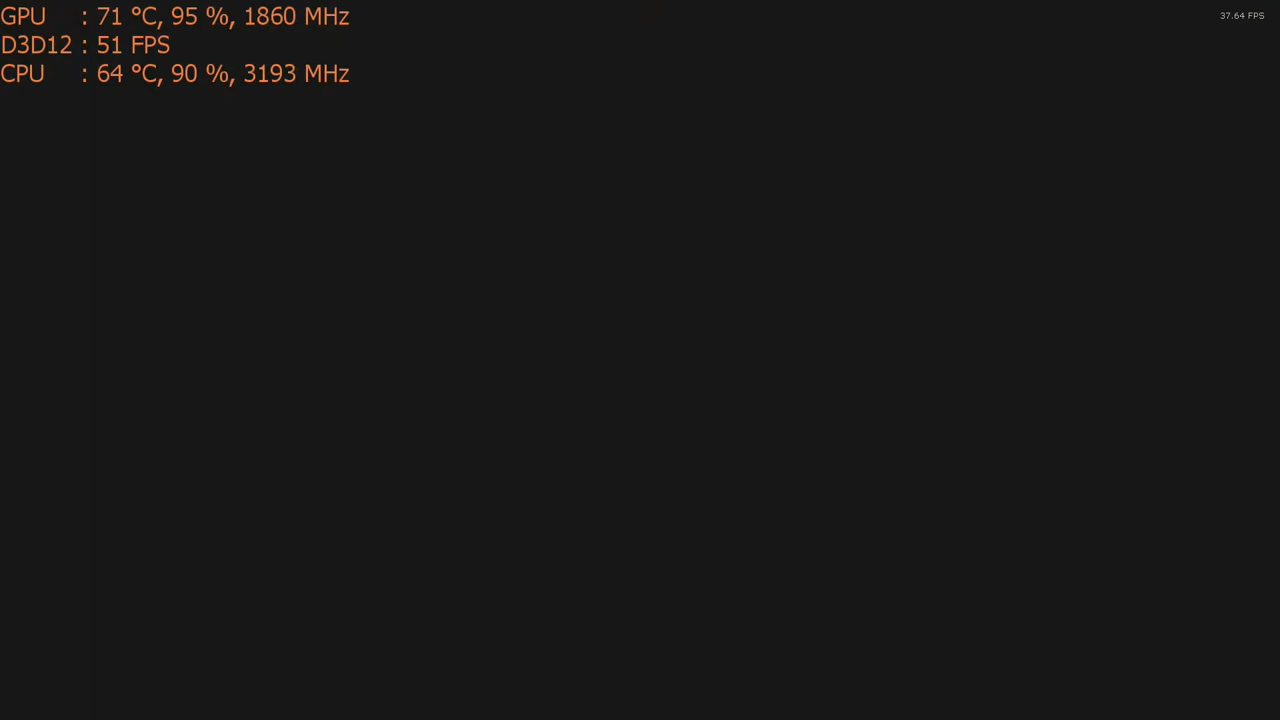 GPU : 71 °C, 95 %, 1860 MHz
37.64 FPS
D3D12 : 51 FPS
CPU : 64 °C, 90 %, 3193 MHz